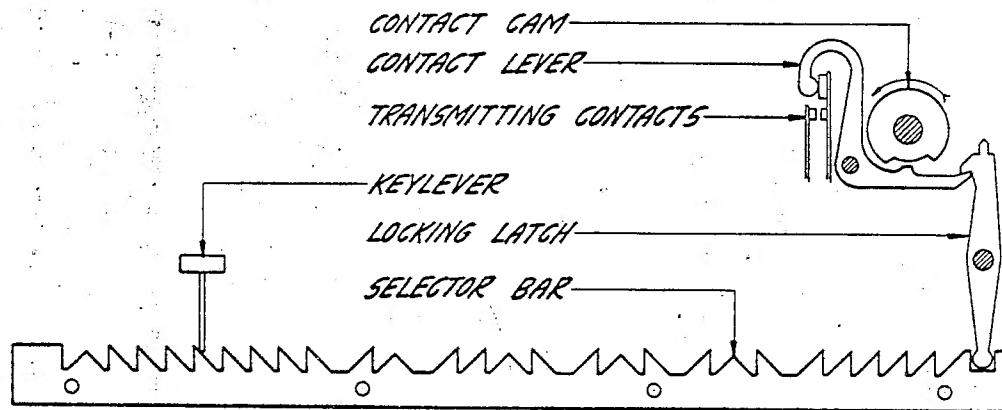 CONTACT CAM
CONTACT LEVER
TRANSMITTING CONTACTS
KEYLEVER
LOCKING LATCH
SELECTOR BAR